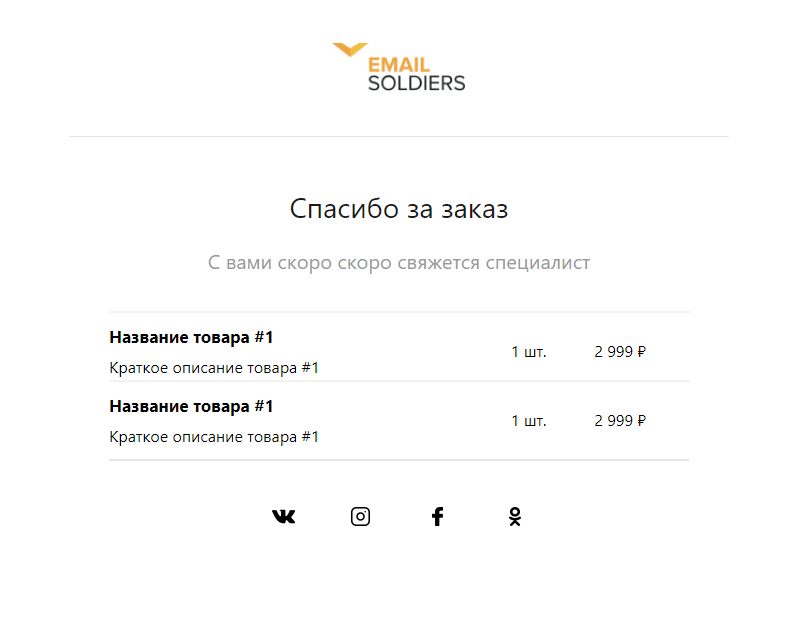 EMAIL
SOLDIERS
Спасибо за заказ
С вами скоро скоро свяжется специалист
Название товара #1
1 шт. 2 999 ₽
Краткое описание товара #1
Название товара #1
1 шт. 2 999 ₽
Краткое описание товара #1